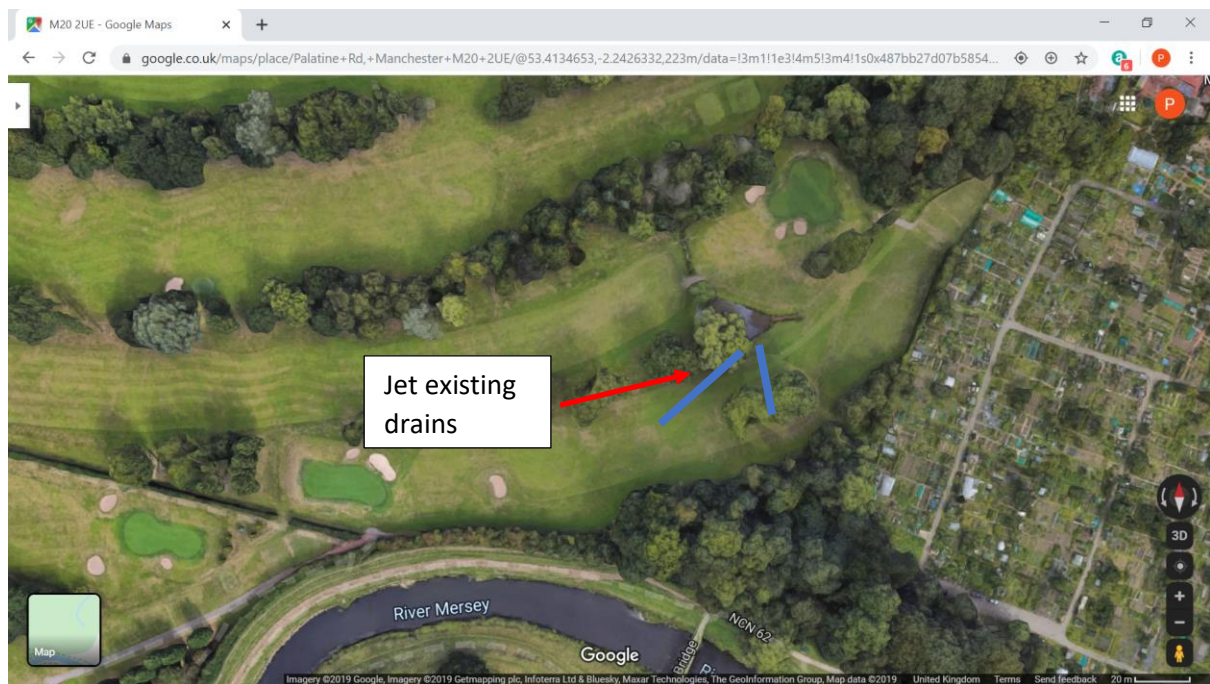 M20 2UE - Google Maps
google.co.uk/maps/place/Palatine+Rd,+Manchester+M20+2UE/@53.4134653,-2.2426332,223m/data=!3m1!1e3!4m5!3m4!1s0x487bb27d07b5854...
6
P
P
Jet existing
drains
3D
River Mersey
NCN 62
Bridge
Map
Google
Imagery ©2019 Google, Imagery ©2019 Getmapping plc, Infoterra Ltd & Bluesky, Maxar Technologies, The GeoInformation Group, Map data ©2019 United Kingdom Terms Send feedback 20 m